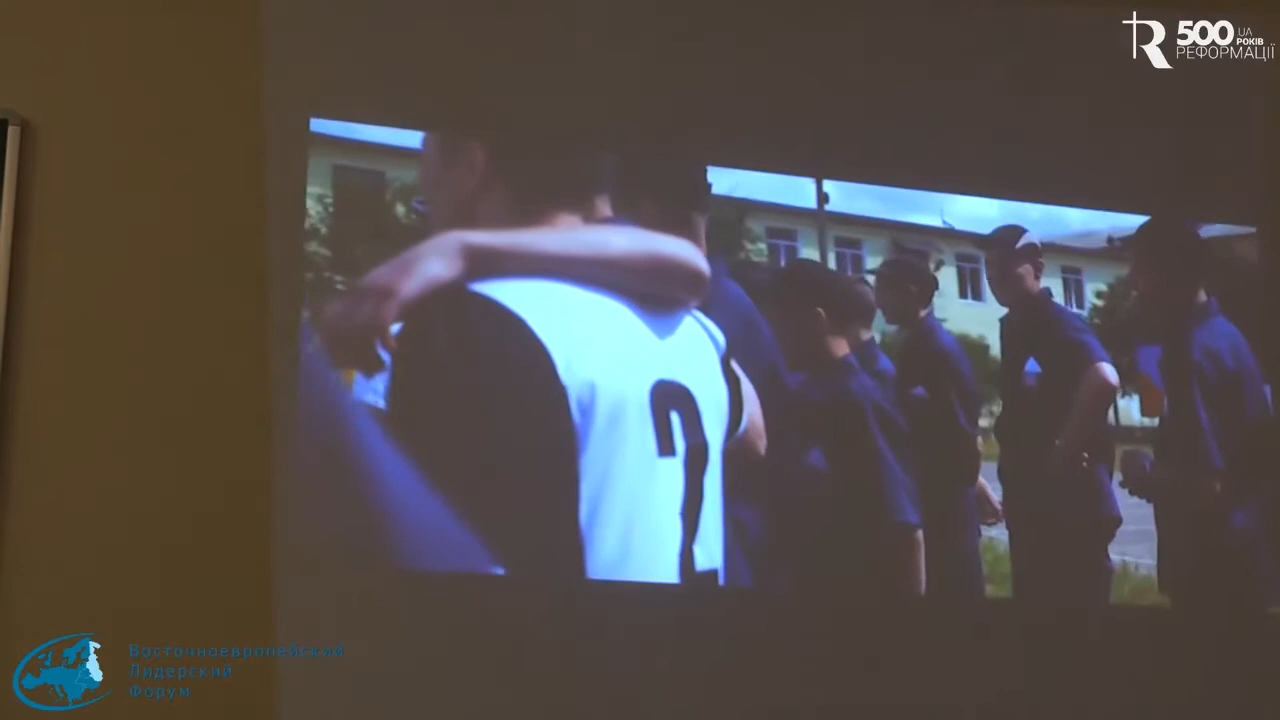 R 500 UA РОКІВ
РЕФОРМАЦІЇ
Восточноевропейский
Лидерский
Форум